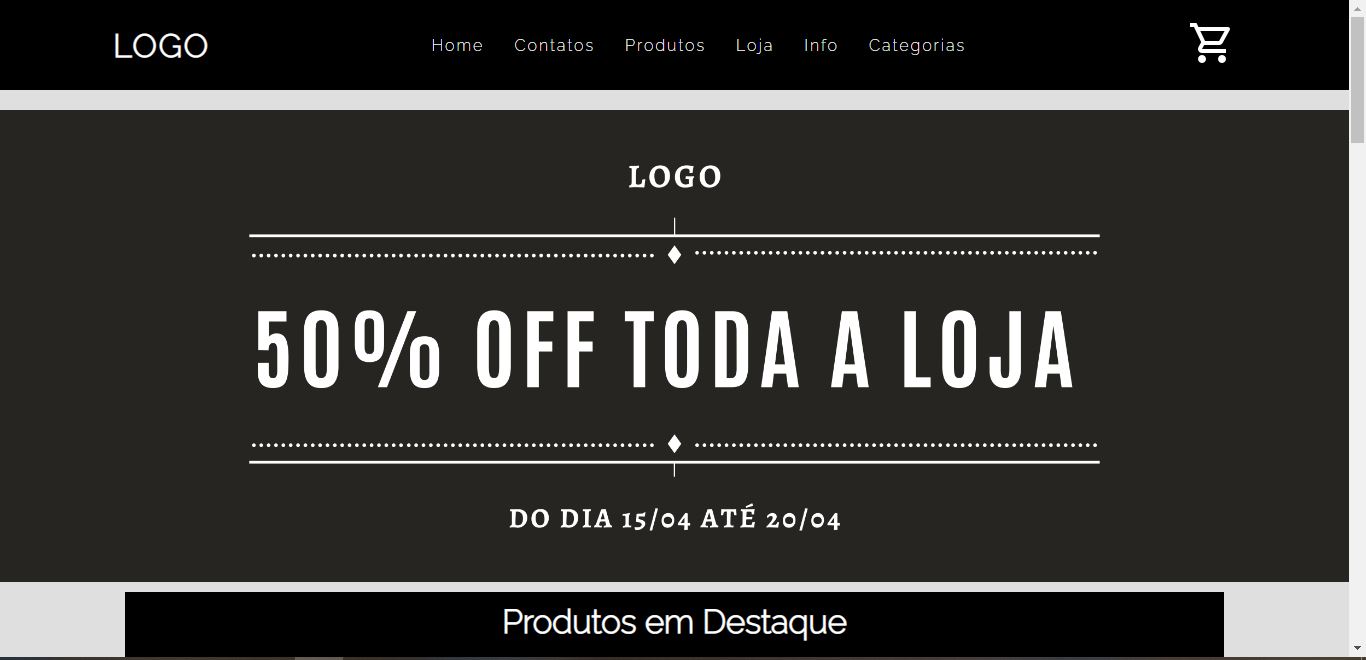 LOGO
Home Contatos Produtos Loja Info Categorias
LOGO
50% OFF TODA A LOJA
DO DIA 15/04 ATÉ 20/04
Produtos em Destaque